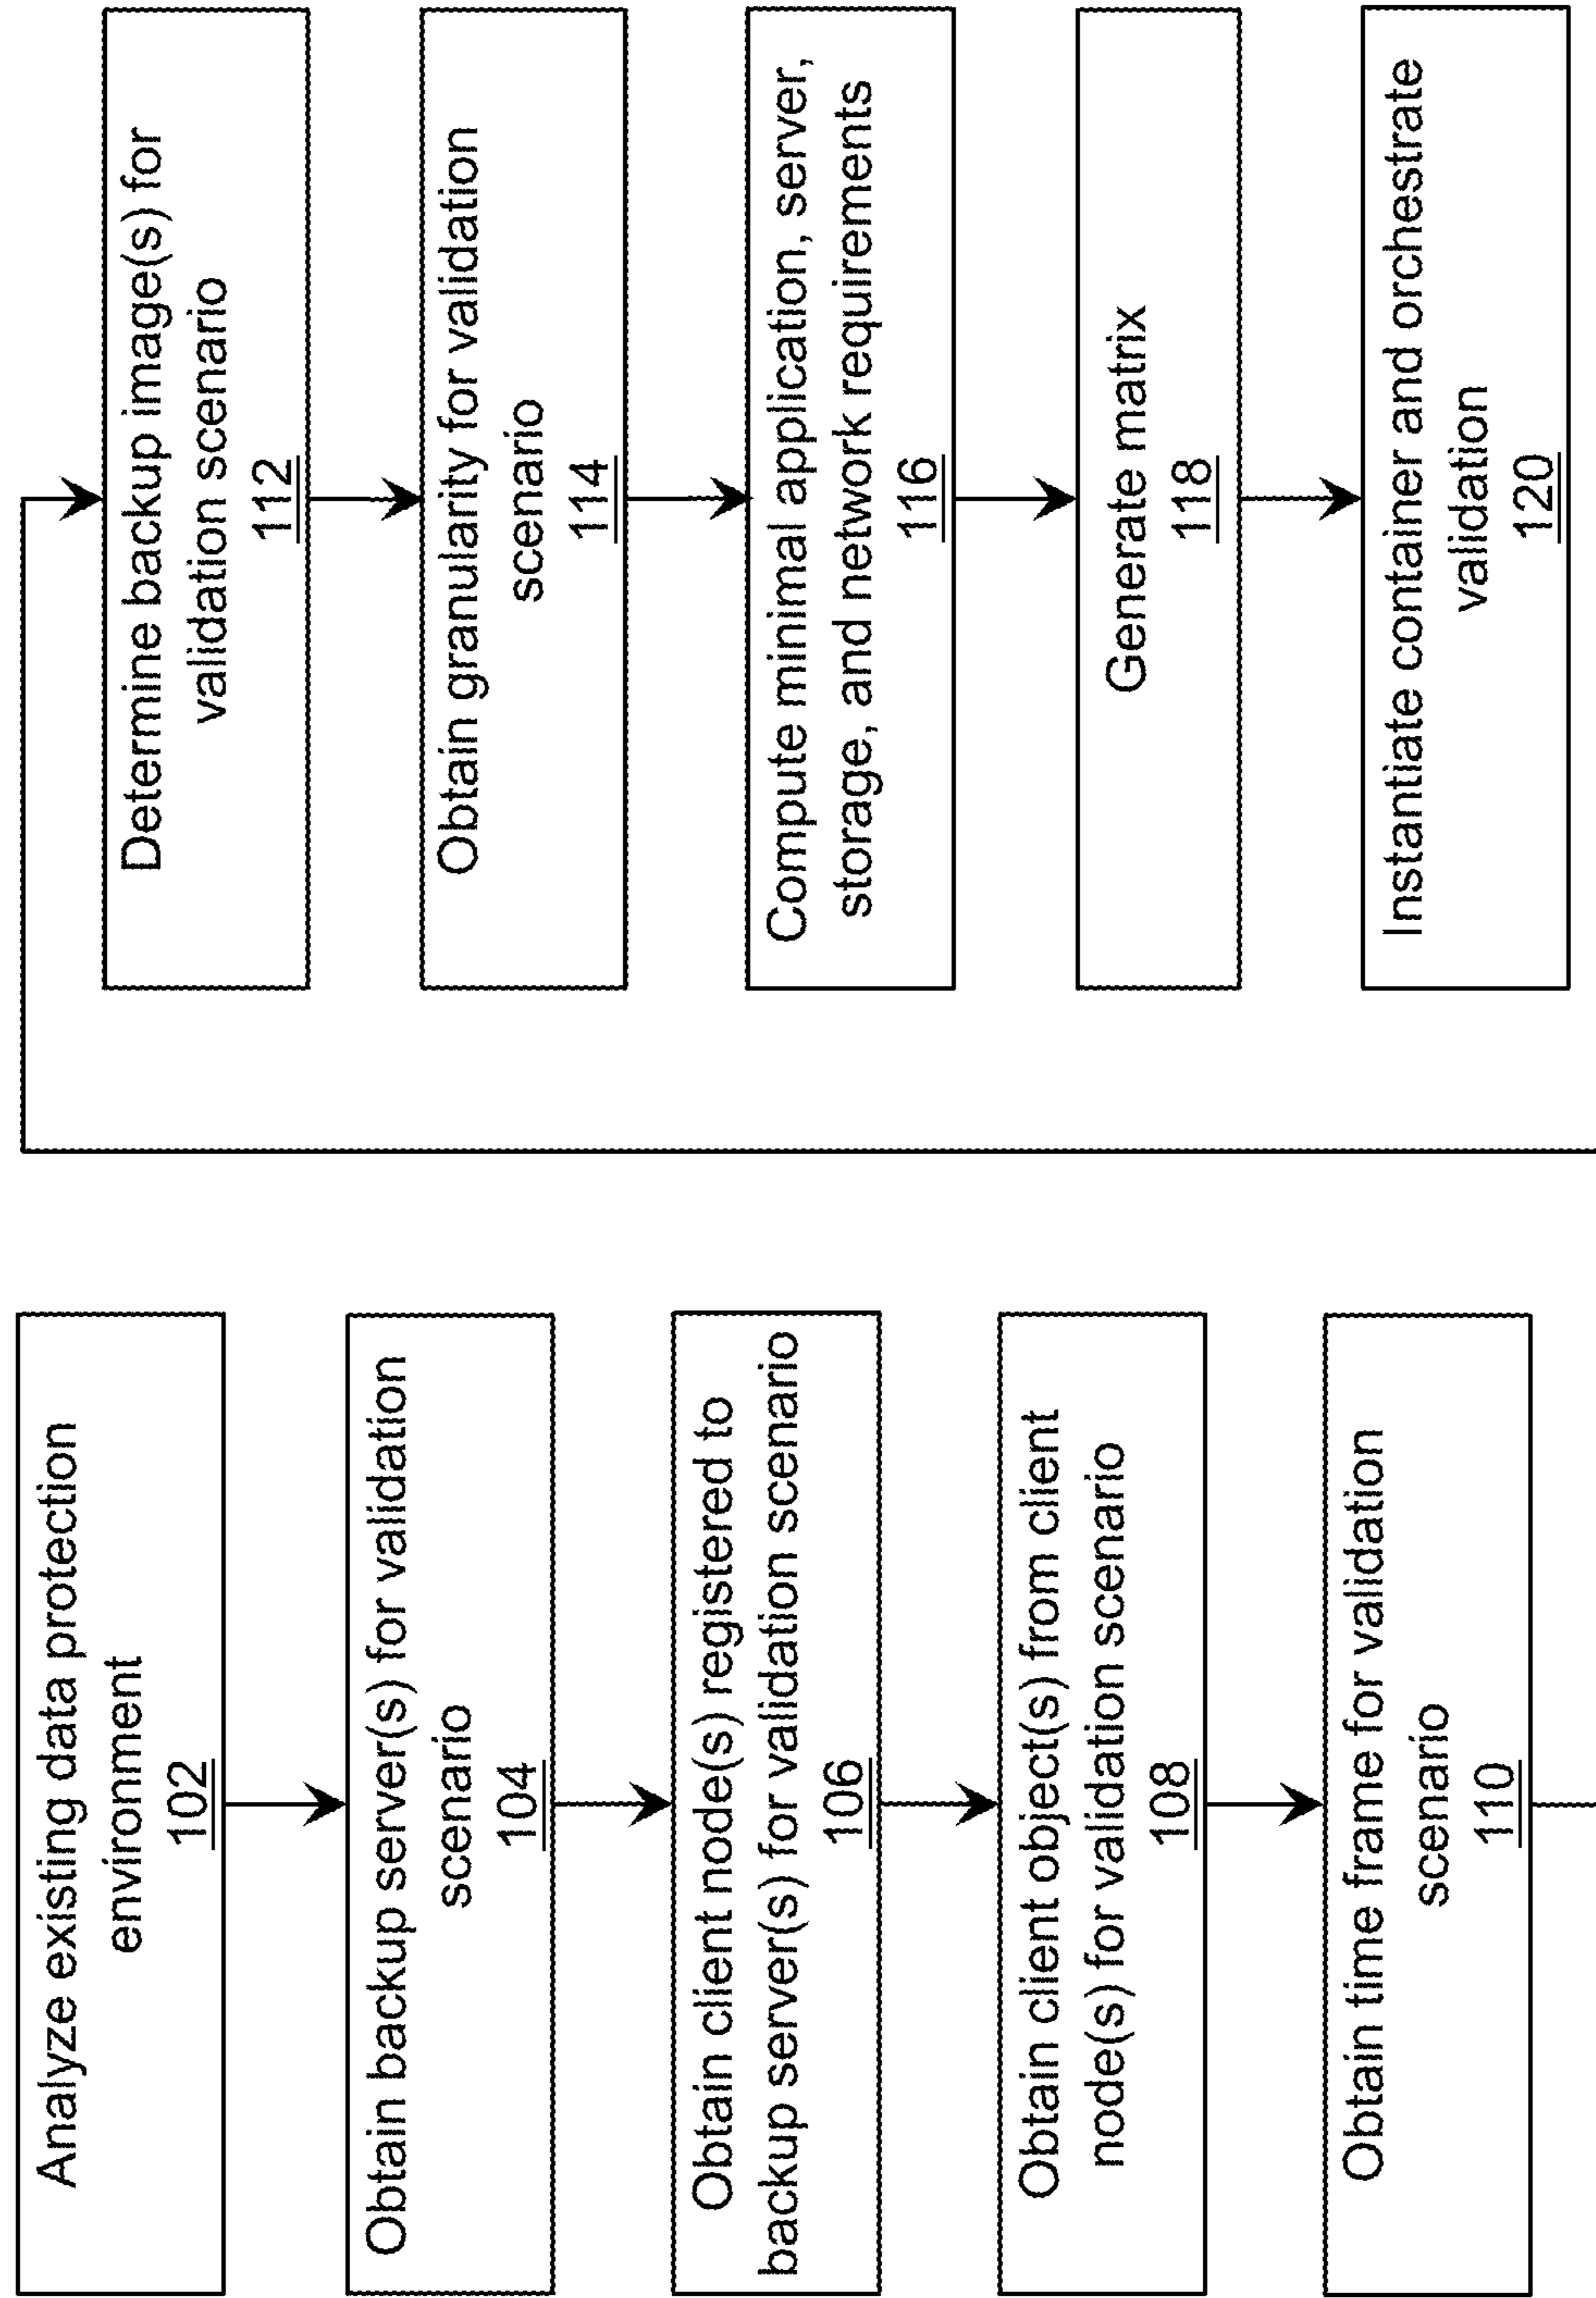 Analyze existing data protection
environment
102
Obtain backup server(s) for validation
scenario
104
Obtain client node(s) registered to
backup server(s) for validation scenario
106
Obtain client object(s) from client
node(s) for validation scenario
108
Obtain time frame for validation
scenario
110
Determine backup image(s) for
validation scenario
112
Obtain granularity for validation
scenario
114
Compute minimal application, server,
storage, and network requirements
116
Generate matrix
118
Instantiate container and orchestrate
validation
120